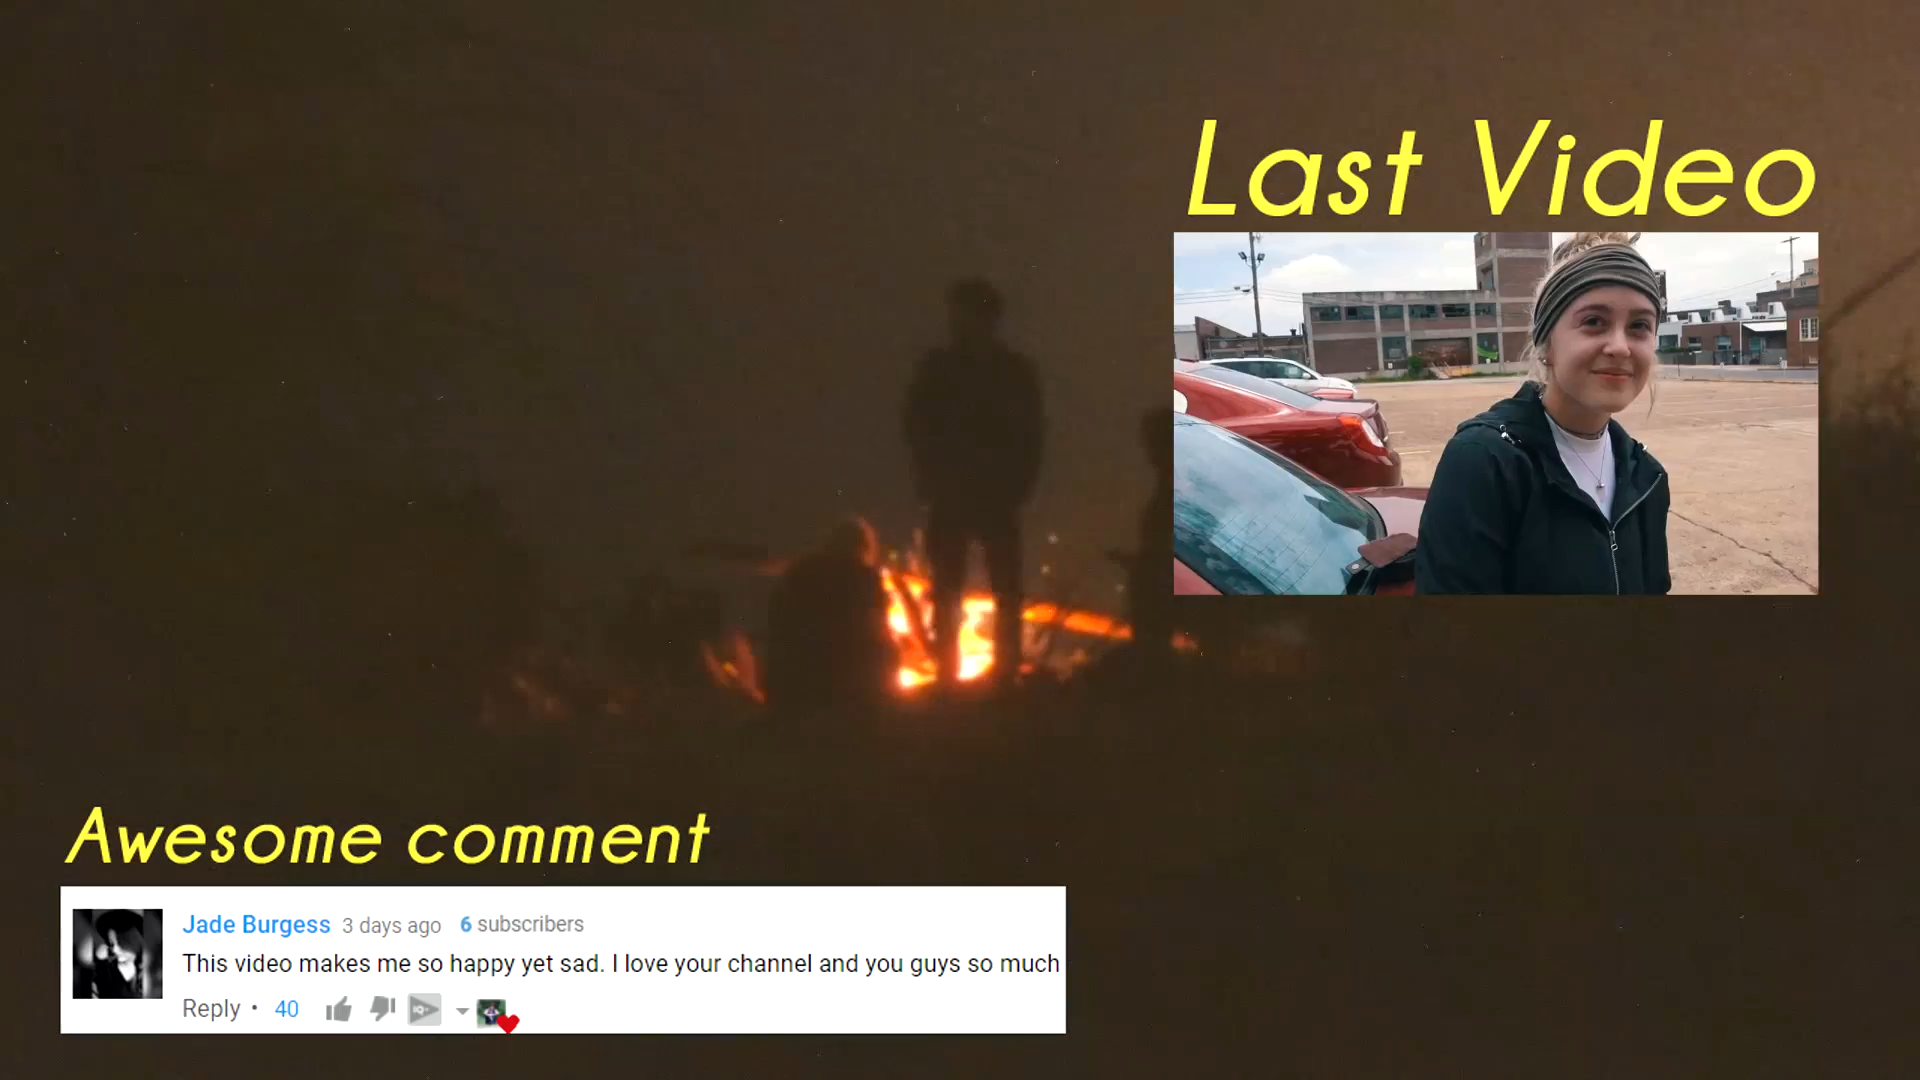 Last Video
Awesome comment
Jade Burgess 3 days ago 6 subscribers
This video makes me so happy yet sad. I love your channel and you guys so much
Reply • 40